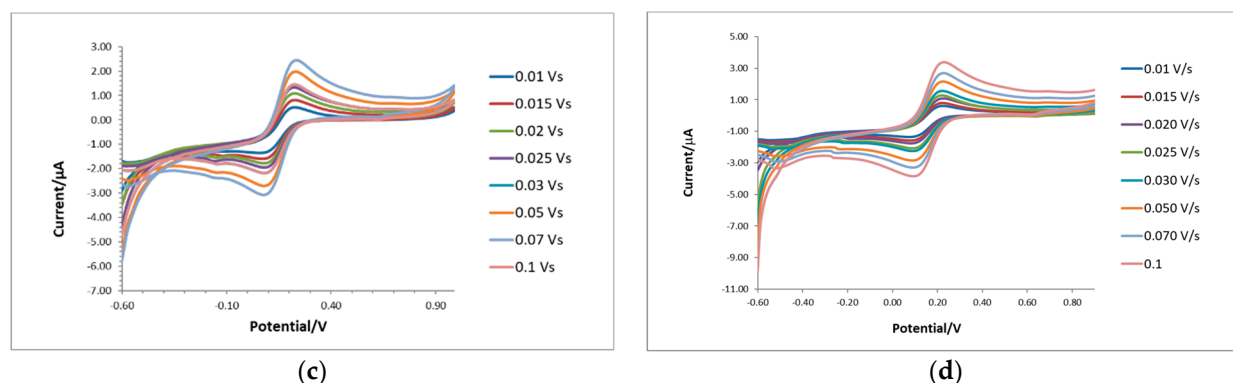 3.00
2.00
1.00
0.00
-1.00
-2.00
-3.00
-4.00
-5.00
-6.00
-7.00
Current/µA
-0.60 -0.10 0.40 0.90
Potential/V
0.01 Vs
0.015 Vs
0.02 Vs
0.025 Vs
0.03 Vs
0.05 Vs
0.07 Vs
0.1 Vs
(c)
5.00
3.00
1.00
-1.00
-3.00
-5.00
-7.00
-9.00
-11.00
Current/µA
-0.60 -0.40 -0.20 0.00 0.20 0.40 0.60 0.80
Potential/V
0.01 V/s
0.015 V/s
0.020 V/s
0.025 V/s
0.030 V/s
0.050 V/s
0.070 V/s
0.1
(d)